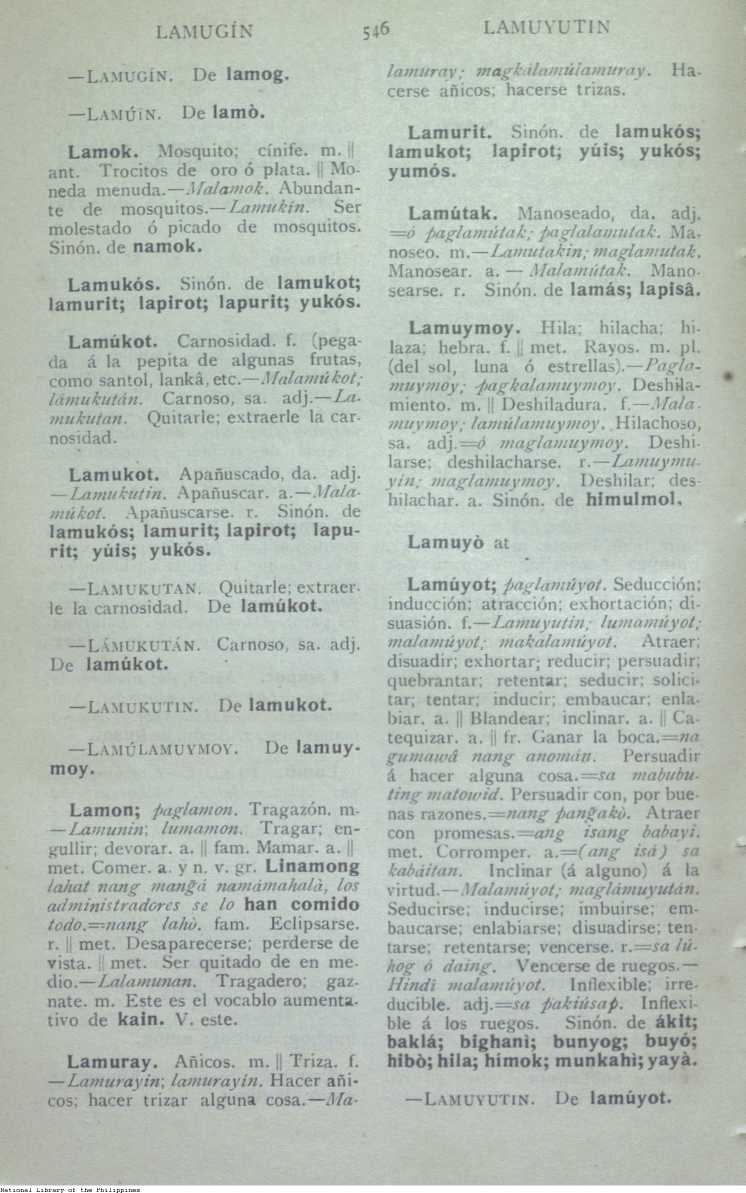 LAMUGÍN
546
LAMUYUTIN
—LAMUGÍN. De lamog.
—LAMÚÍN. De lamò.
Lamok. Mosquito; cínife. m. ||
ant. Trocitos de oro ó plata. || Mo-
neda menuda.—Malamok. Abundan-
te de mosquitos.—Lamukin. Ser
molestado ó picado de mosquitos.
Sinón. de namok.
Lamukós. Sinón. de lamukot;
lamurit; lapirot; lapurit; yukós.
Lamúkot. Carnosidad. f. (pega-
da á la pepita de algunas frutas,
como santol, lankâ, etc.—Malamúkot;
lámukután. Carnoso, sa. adj.—La-
mukutan. Quitarle; extraerle la car-
nosidad.
Lamukot. Apañuscado, da. adj.
—Lamukutin. Apañuscar. a.—Mala-
múkot. Apañuscarse. r. Sinón. de
lamukós; lamurit; lapirot; lapu-
rit; yúis; yukós.
—LAMUKUTAN. Quitarle; extraer-
le la carnosidad. De lamúkot.
—LÁMUKUTÁN. Carnoso, sa. adj.
De lamúkot.
—LAMUKUTIN. De lamukot.
—LAMÚLAMUYMOY. De lamuy-
moy.
Lamon; paglamon. Tragazón. m-
—Lamunin; lumamon. Tragar; en-
gullir; devorar. a. || fam. Mamar. a. ||
met. Comer. a. y n. v. gr. Linamong
lahat nang mang̃á namámahalà, los
administradores se lo han comido
todo.=nang lahò. fam. Eclipsarse.
r. || met. Desaparecerse; perderse de
vista. || met. Ser quitado de en me-
dio.—Lalamunan. Tragadero; gaz-
nate. m. Este es el vocablo aumenta-
tivo de kain. V. este.
Lamuray. Añicos. m. || Triza. f.
—Lamurayin; lamurayin. Hacer añi-
cos; hacer trizar alguna cosa.—Ma-
lamuray; magkálamúlamuray. Ha-
cerse añicos; hacerse trizas.
Lamurit. Sinón. de lamukós;
lamukot; lapirot; yúis; yukós;
yumós.
Lamútak. Manoseado, da. adj.
=ó paglamútak; paglalamutak. Ma-
noseo. m.—Lamutakin; maglamutak.
Manosear. a. — Malamútak. Mano-
searse. r. Sinón. de lamás; lapisâ.
Lamuymoy. Hila; hilacha; hi-
laza; hebra. f. || met. Rayos. m. pl.
(del sol, luna ó estrellas).—Pagla-
muymoy; pagkalamuymoy. Deshila-
miento. m. || Deshiladura. f.—Mala-
muymoy; lamúlamuymoy. Hilachoso,
sa. adj.=ó maglamuymoy. Deshi-
larse; deshilacharse. r.—Lamuymu-
yin; maglamuymoy. Deshilar; des-
hilachar. a. Sinón. de himulmol.
Lamuyò at
Lamúyot; paglamúyot. Seducción;
inducción; atracción; exhortación; di-
suasión. f.—Lamuyutin; lumamúyot;
malamúyot; makalamúyot. Atraer;
disuadir; exhortar; reducir; persuadir;
quebrantar; retentar; seducir; solici-
tar; tentar; inducir; embaucar; enla-
biar. a. || Blandear; inclinar. a. || Ca-
tequizar. a. || fr. Ganar la boca.=na
gumawâ nang anomán. Persuadir
á hacer alguna cosa.=sa mabubu-
ting matowid. Persuadir con, por bue-
nas razones.=nang pang̃akò. Atraer
con promesas.=ang isang babayi.
met. Corromper. a.=(ang isá) sa
kabáitan. Inclinar (á alguno) á la
virtud.—Malamúyot; maglámuyután.
Seducirse; inducirse; imbuirse; em-
baucarse; enlabiarse; disuadirse; ten-
tarse; retentarse; vencerse. r.=sa lú-
hog ó daing. Vencerse de ruegos.—
Hindi malamúyot. Inflexible; irre-
ducible. adj.=sa pakiúsap. Inflexi-
ble á los ruegos. Sinón. de ákit;
baklá; bighanì; bunyog; buyó;
hibò; hila; hímok; munkahì; yayà.
—LAMUYUTIN. De lamúyot.
National Library of the Philippines